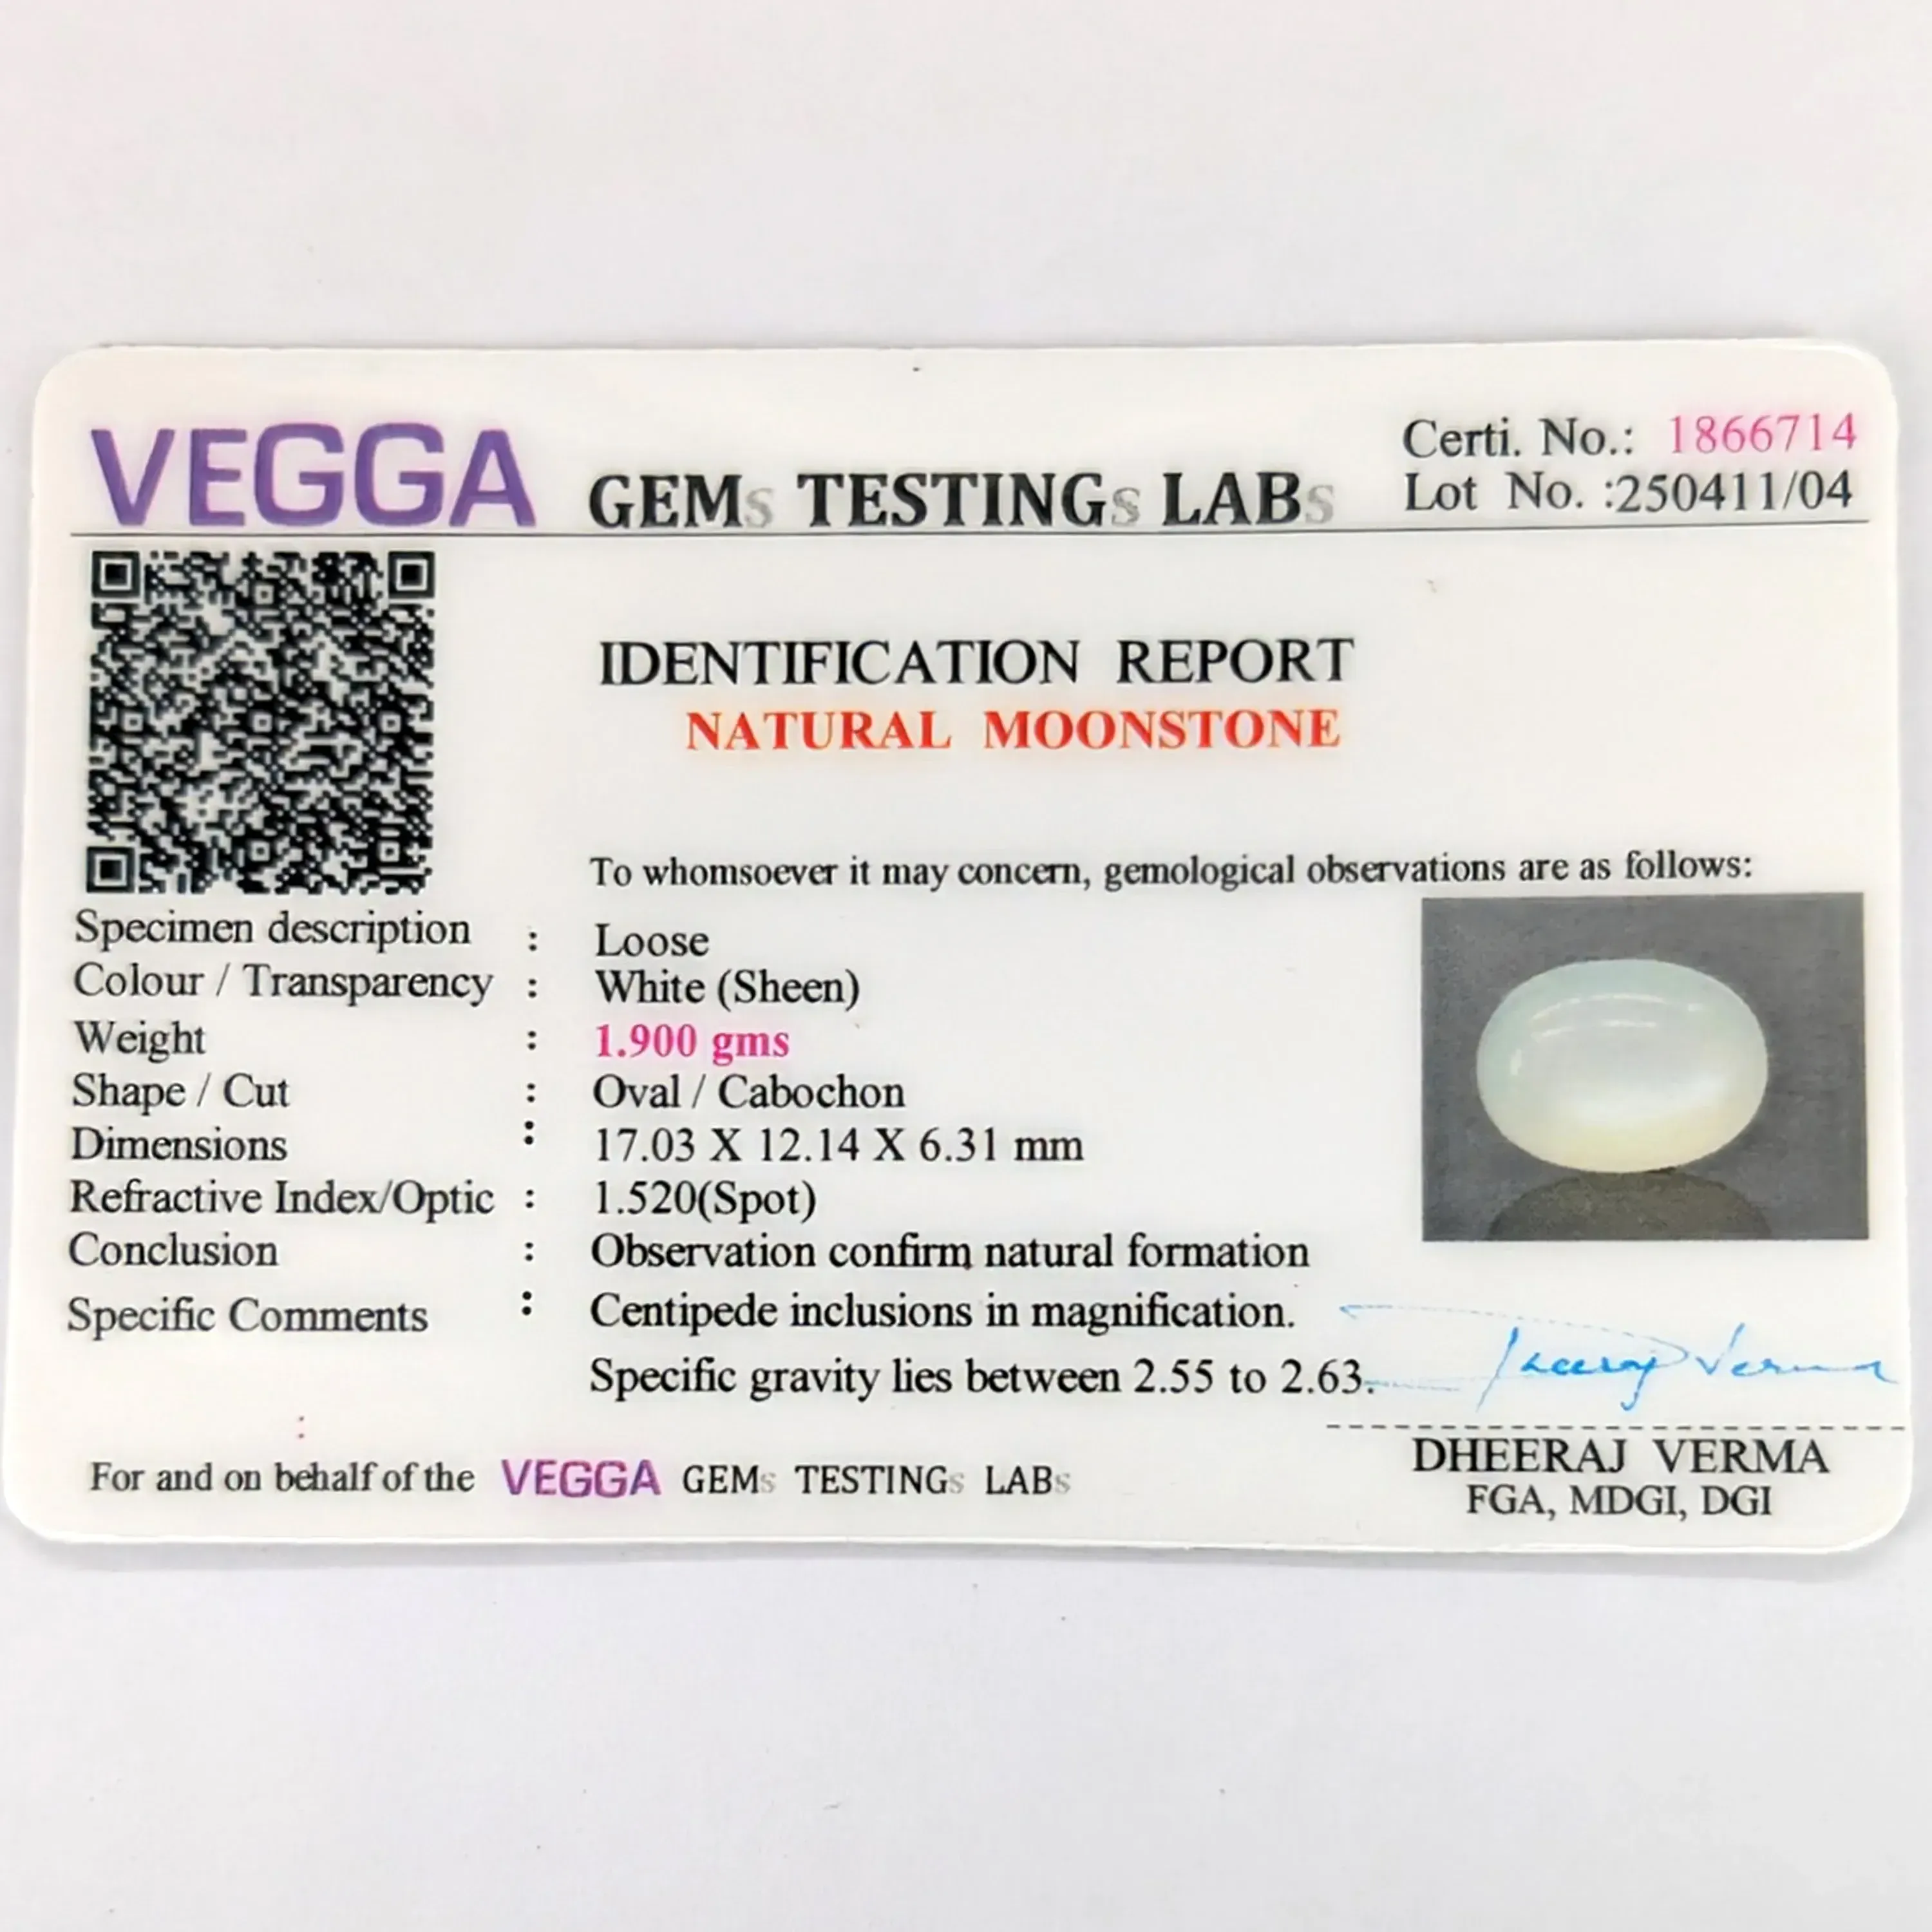 VEGGA GEMs TESTINGs LABs
Certi. No.: 1866714
Lot No. :250411/04
IDENTIFICATION REPORT
NATURAL MOONSTONE
To whomsoever it may concern, gemological observations are as follows:
Specimen description : Loose
Colour / Transparency : White (Sheen)
Weight : 1.900 gms
Shape / Cut : Oval / Cabochon
Dimensions : 17.03 X 12.14 X 6.31 mm
Refractive Index/Optic : 1.520(Spot)
Conclusion : Observation confirm natural formation
Specific Comments : Centipede inclusions in magnification.
Specific gravity lies between 2.55 to 2.63.
:
Dheeraj Verma
For and on behalf of the VEGGA GEMs TESTINGs LABs
DHEERAJ VERMA
FGA, MDGI, DGI